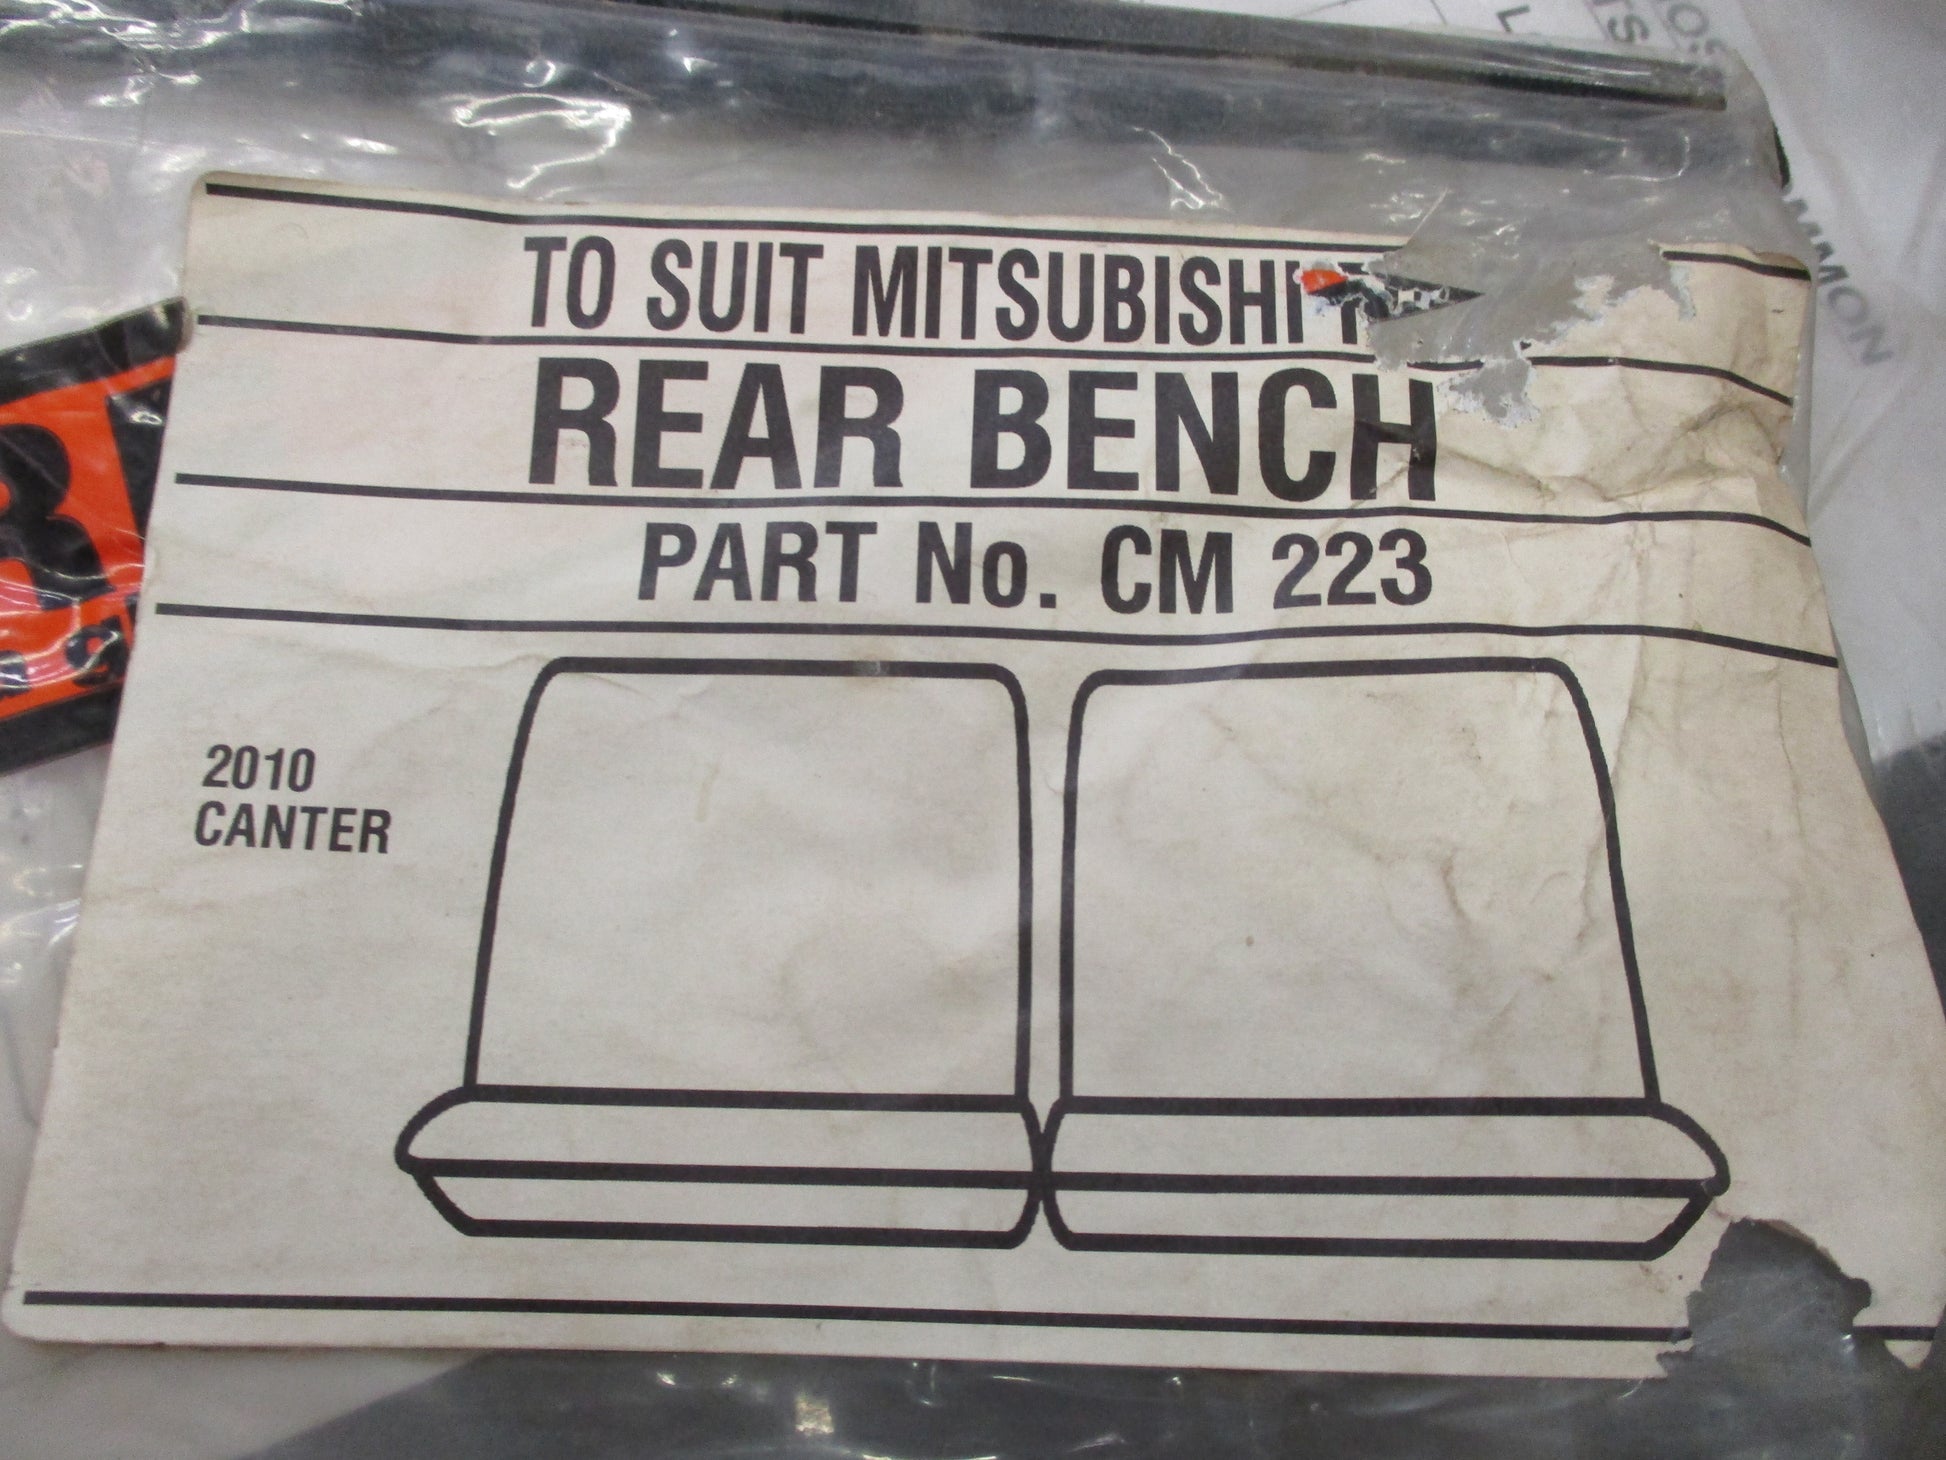 TO SUIT MITSUBISHI
REAR BENCH
PART No. CM 223
2010
CANTER